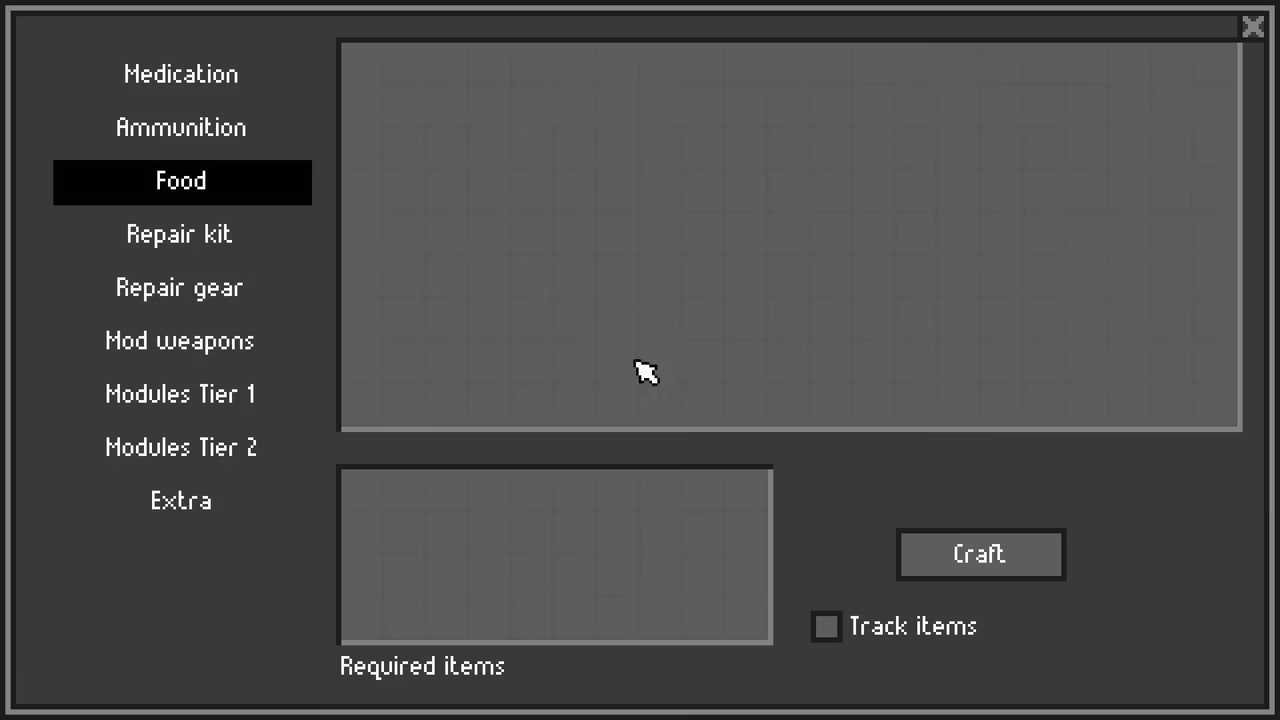 Medication
Ammunition
Food
Repair kit
Repair gear
Mod weapons
Modules Tier 1
Modules Tier 2
Extra
Craft
Track items
Required items